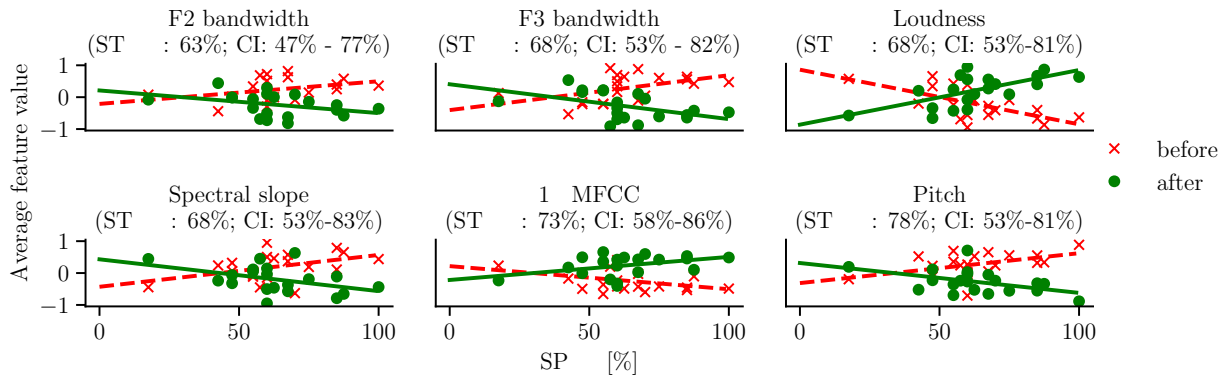 F2 bandwidth
(ST : 63%; CI: 47% - 77%)
F3 bandwidth
(ST : 68%; CI: 53% - 82%)
Loudness
(ST : 68%; CI: 53%-81%)
1
0
−1
Average feature value
× before
● after
Spectral slope
(ST : 68%; CI: 53%-83%)
1 MFCC
(ST : 73%; CI: 58%-86%)
Pitch
(ST : 78%; CI: 53%-81%)
1
0
−1
0 50 100
0 50 100
0 50 100
SP [%]